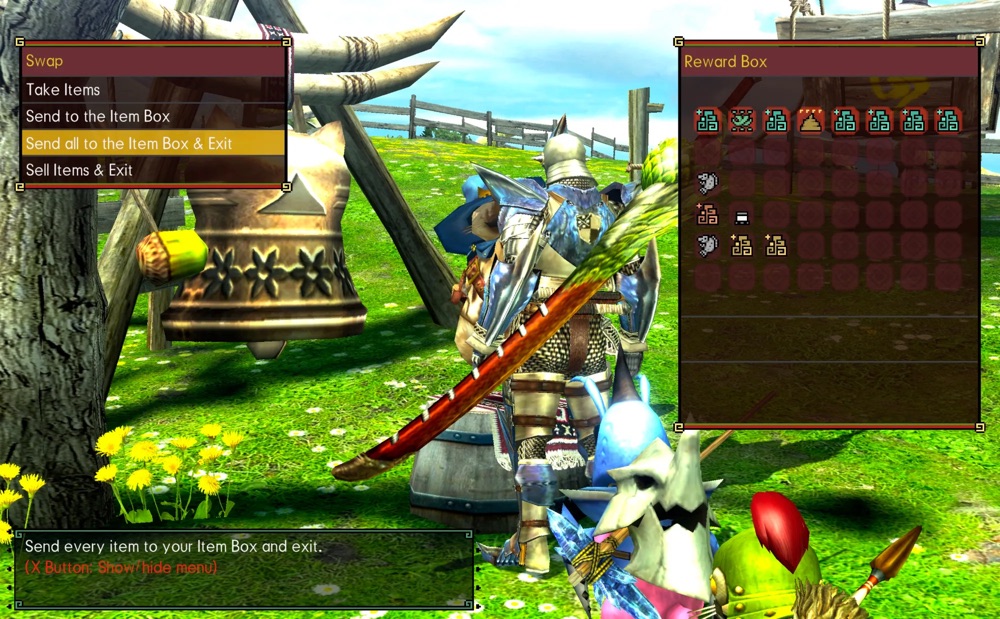 Swap
Take Items
Send to the Item Box
Send all to the Item Box & Exit
Sell Items & Exit
Reward Box
Send every item to your Item Box and exit.
(X Button: Show/hide menu)